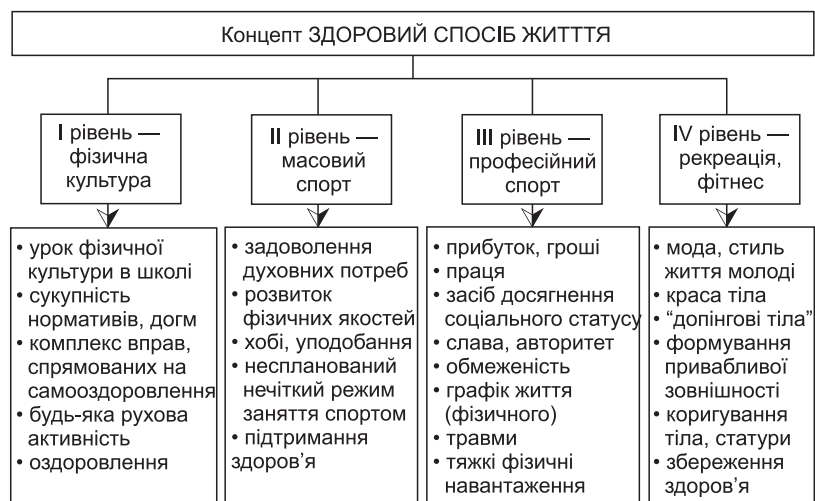 Концепт ЗДОРОВИЙ СПОСІБ ЖИТТТЯ
І рівень —
фізична
культура
ІІ рівень —
масовий
спорт
ІІІ рівень —
професійний
спорт
IV рівень —
рекреація,
фітнес
• урок фізичної
культури в школі
• сукупність
нормативів, догм
• комплекс вправ,
спрямованих на
самооздоровлення
• будь-яка рухова
активність
• оздоровлення
• задоволення
духовних потреб
• розвиток
фізичних якостей
• хобі, уподобання
• неспланований
нечіткий режим
заняття спортом
• підтримання
здоров’я
• прибуток, гроші
• праця
• засіб досягнення
соціального статусу
• слава, авторитет
• обмеженість
• графік життя
(фізичного)
• травми
• тяжкі фізичні
навантаження
• мода, стиль
життя молоді
• краса тіла
• “допінгові тіла”
• формування
привабливої
зовнішності
• коригування
тіла, статури
• збереження
здоров’я